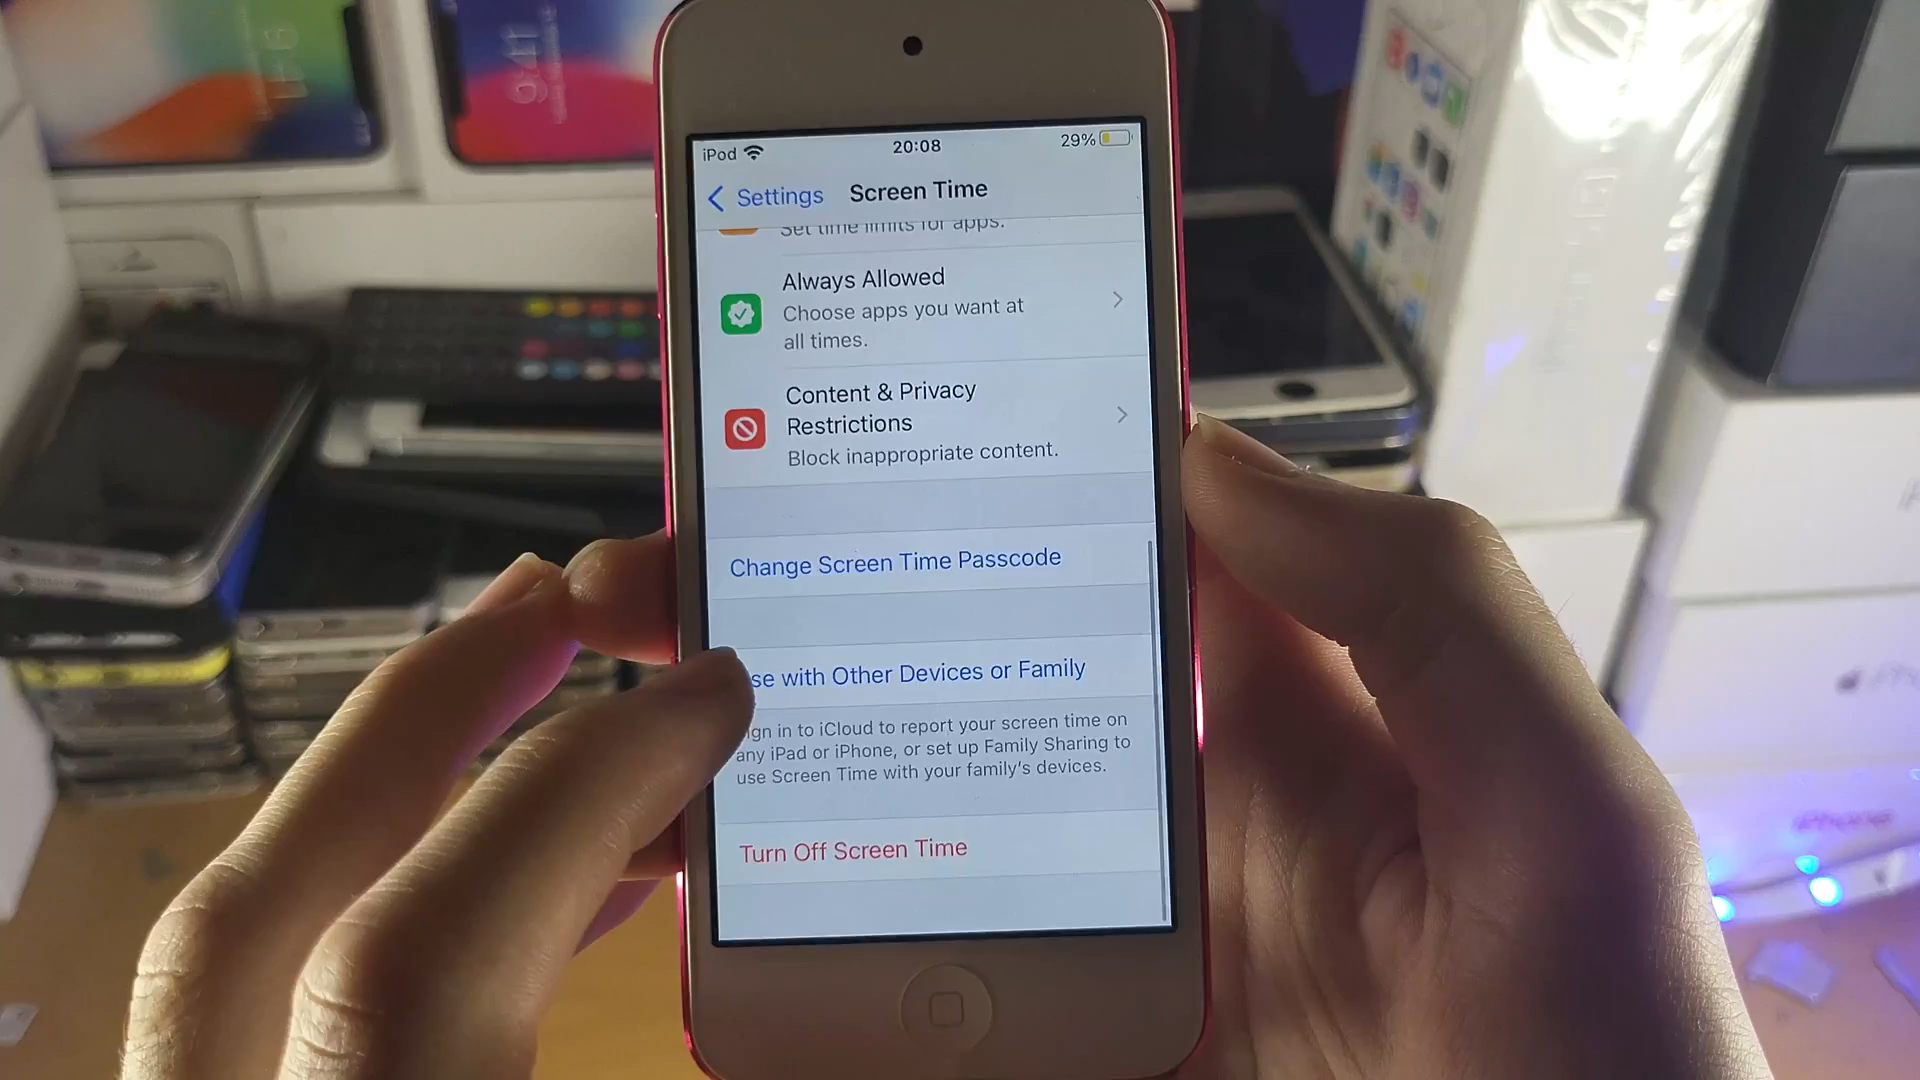 9:41
iPod 20:08 29%
Settings Screen Time
Set time limits for apps.
Always Allowed
Choose apps you want at
all times.
Content & Privacy
Restrictions
Block inappropriate content.
Change Screen Time Passcode
se with Other Devices or Family
ign in to iCloud to report your screen time on
any iPad or iPhone, or set up Family Sharing to
use Screen Time with your family's devices.
Turn Off Screen Time
iPhone